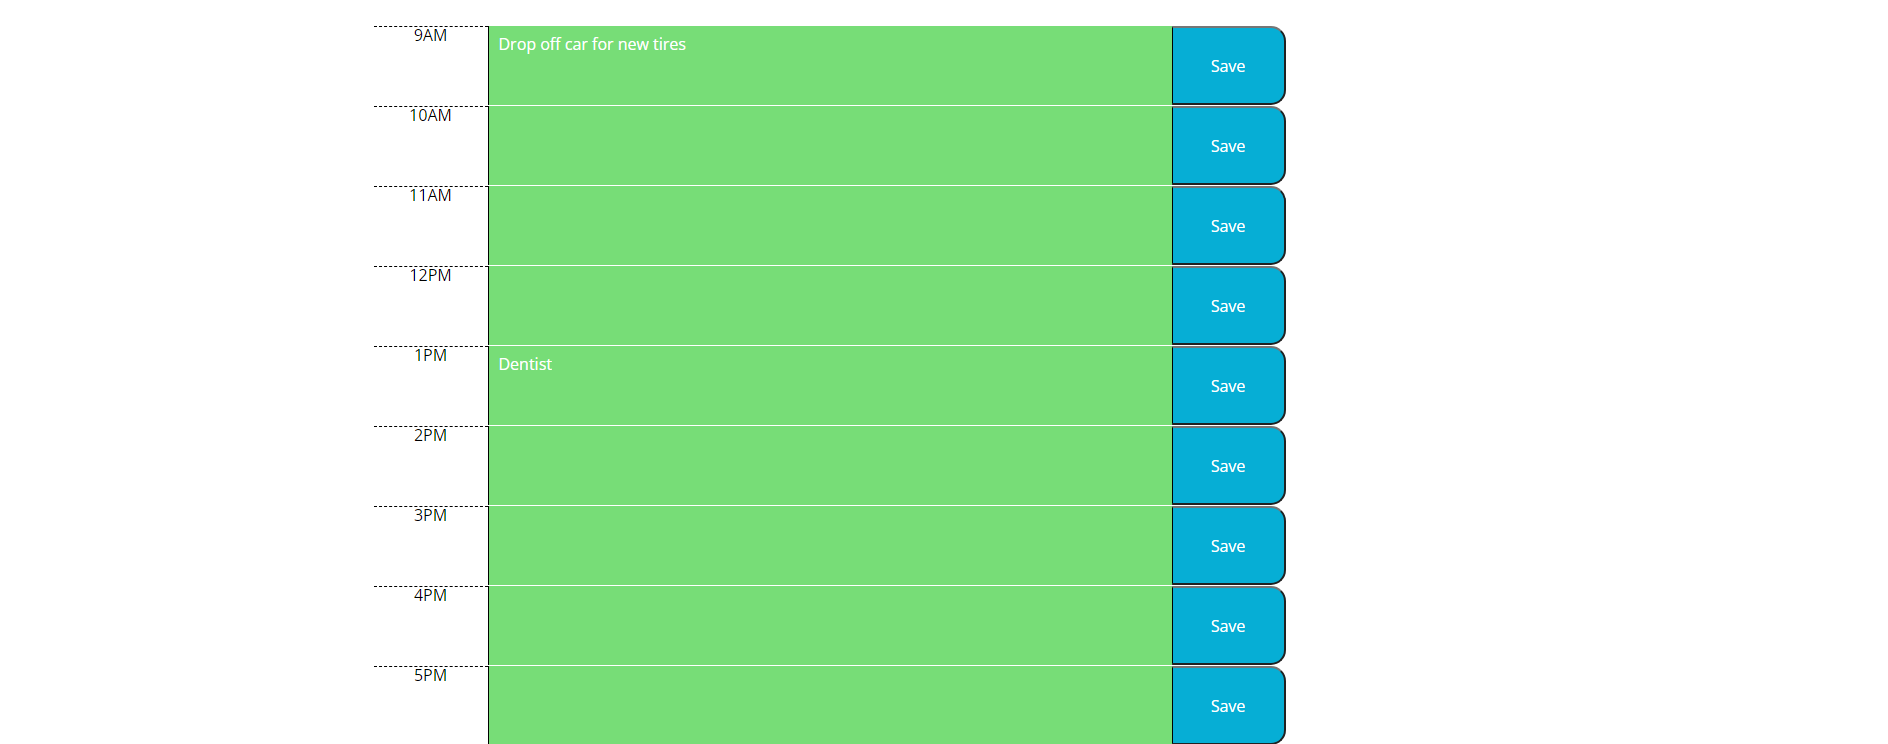 9AM Drop off car for new tires Save
10AM Save
11AM Save
12PM Save
1PM Dentist Save
2PM Save
3PM Save
4PM Save
5PM Save